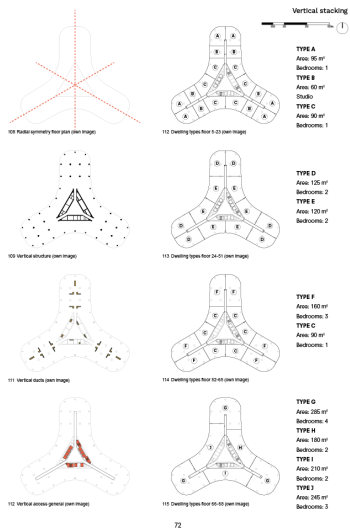 Vertical stacking
TYPE A
Area: 95 m²
Bedrooms: 1
TYPE B
Area: 60 m²
Studio
TYPE C
Area: 90 m²
Bedrooms: 1
A A
B B
C C
C C
B C C B
A B B A
A A
108 Radial symmetry floor plan (own image)
112 Dwelling types floor 5-23 (own image)
TYPE D
Area: 125 m²
Bedrooms: 2
TYPE E
Area: 120 m²
Bedrooms: 2
D D
E E
E E
D E E D
D D
109 Vertical structure (own image)
113 Dwelling types floor 24-51 (own image)
TYPE F
Area: 160 m²
Bedrooms: 3
TYPE C
Area: 90 m²
Bedrooms: 1
F F
C C
C C
F C C F
F F
111 Vertical ducts (own image)
114 Dwelling types floor 52-65 (own image)
TYPE G
Area: 285 m²
Bedrooms: 4
TYPE H
Area: 180 m²
Bedrooms: 2
TYPE I
Area: 210 m²
Bedrooms: 2
TYPE J
Area: 245 m²
Bedrooms: 3
G
J H
G I G
112 Vertical access general (own image)
115 Dwelling types floor 66-68 (own image)
72